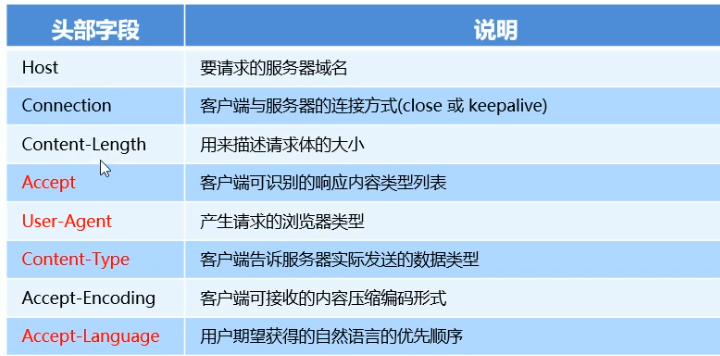 头部字段 说明
Host 要请求的服务器域名
Connection 客户端与服务器的连接方式(close 或 keepalive)
Content-Length 用来描述请求体的大小
Accept 客户端可识别的响应内容类型列表
User-Agent 产生请求的浏览器类型
Content-Type 客户端告诉服务器实际发送的数据类型
Accept-Encoding 客户端可接收的内容压缩编码形式
Accept-Language 用户期望获得的自然语言的优先顺序